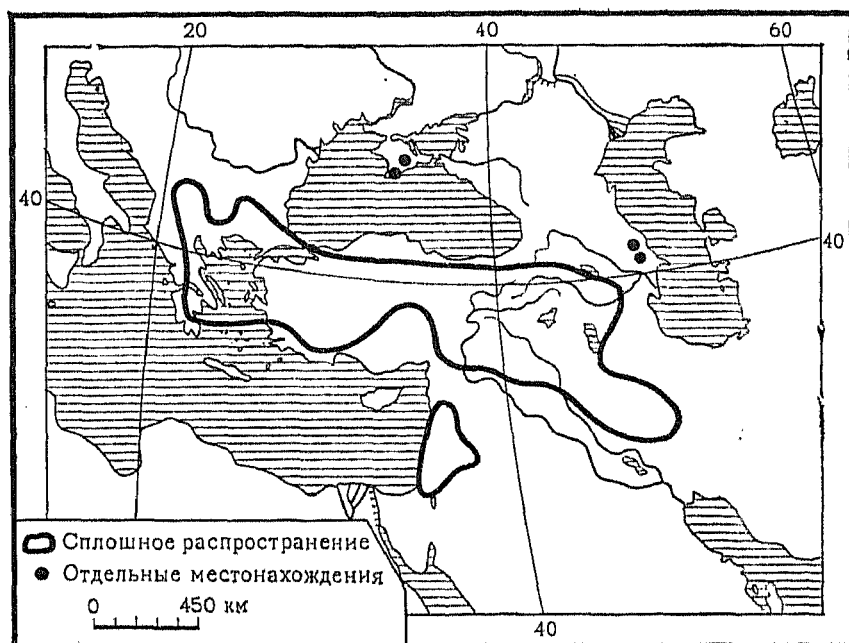 20 40 60
40
40
Сплошное распространение
Отдельные местонахождения
0 450 км
40